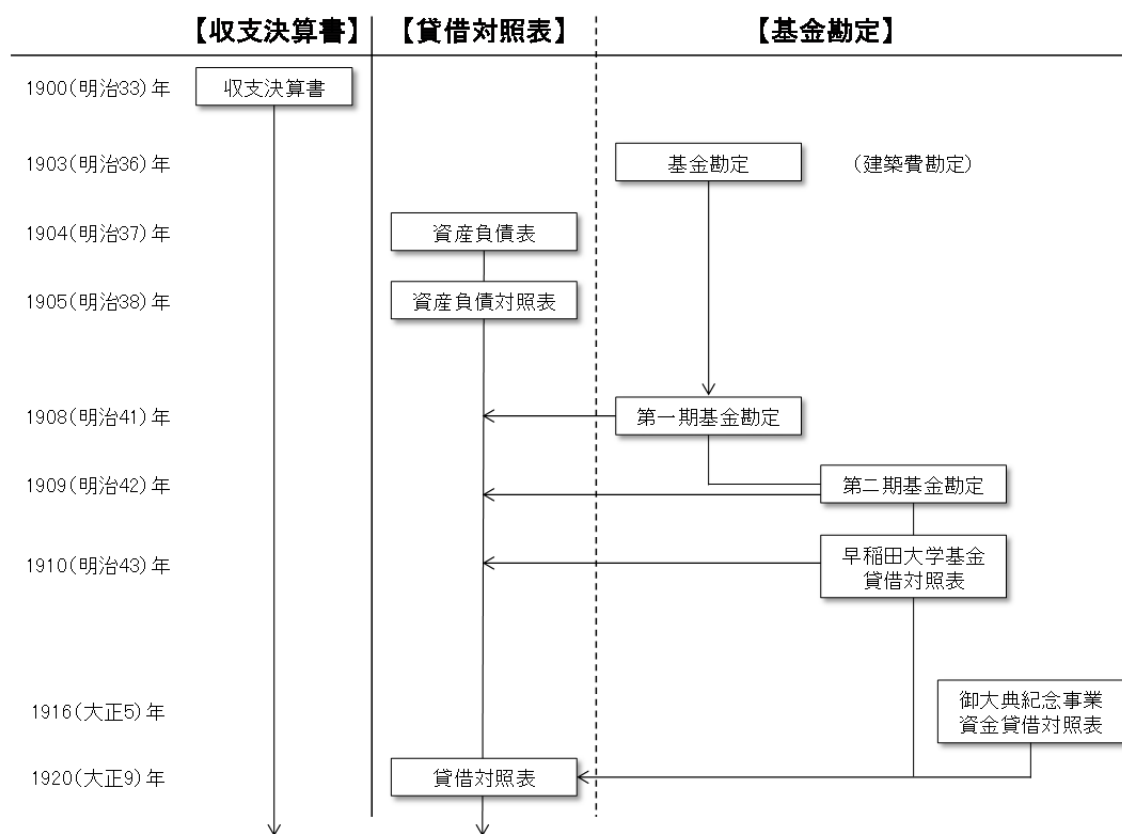 【収支決算書】
【貸借対照表】
【基金勘定】
1900(明治33)年
収支決算書
1903(明治36)年
基金勘定
(建築費勘定)
1904(明治37)年
資産負債表
1905(明治38)年
資産負債対照表
1908(明治41)年
第一期基金勘定
1909(明治42)年
第二期基金勘定
1910(明治43)年
早稲田大学基金
貸借対照表
1916(大正5)年
御大典紀念事業
資金貸借対照表
1920(大正9)年
貸借対照表